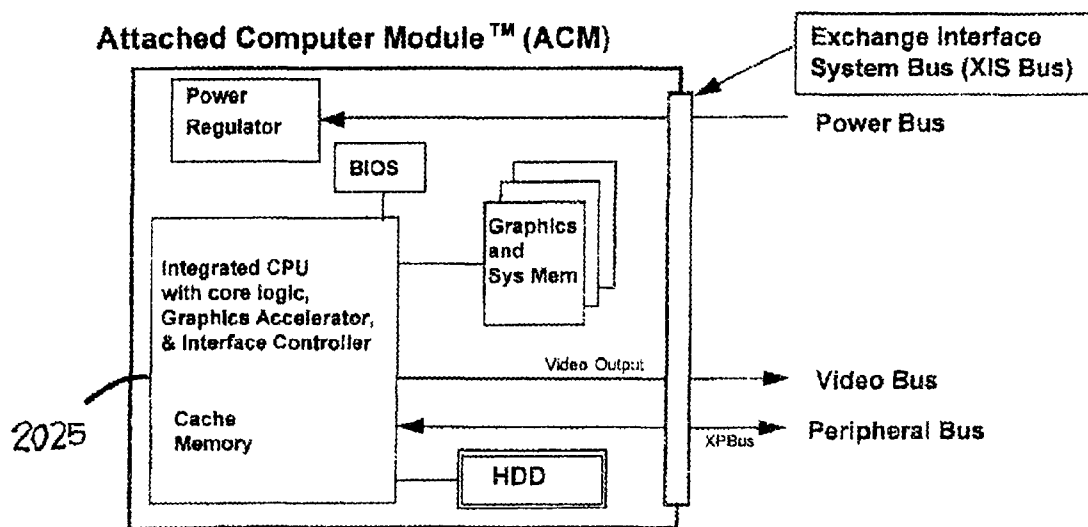 Attached Computer Module™ (ACM)
Exchange Interface
System Bus (XIS Bus)
Power
Regulator
Power Bus
BIOS
Graphics
and
Sys Mem
Integrated CPU
with core logic,
Graphics Accelerator,
& Interface Controller
Video Output
Video Bus
2025
Cache
Memory
XPBus
Peripheral Bus
HDD